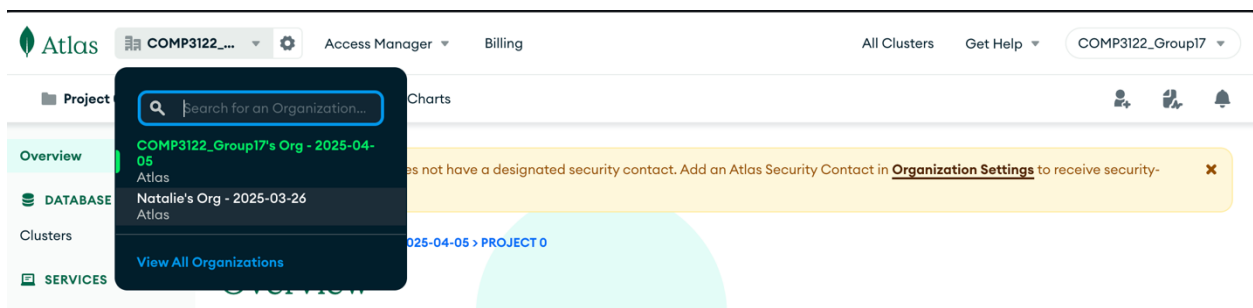 Atlas COMP3122_... Access Manager Billing All Clusters Get Help COMP3122_Group17
Project Charts
Search for an Organization...
COMP3122_Group17's Org - 2025-04-
05
Atlas
Natalie's Org - 2025-03-26
Atlas
View All Organizations
Overview
DATABASE
Clusters
SERVICES
not have a designated security contact. Add an Atlas Security Contact in Organization Settings to receive security-
025-04-05 > PROJECT 0
Overview